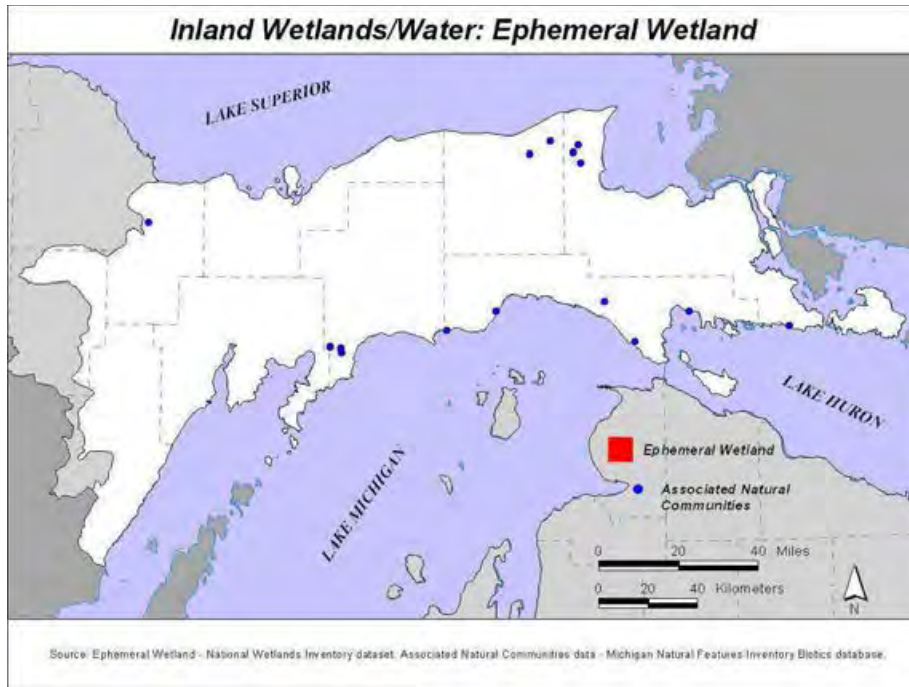 Inland Wetlands/Water: Ephemeral Wetland
LAKE SUPERIOR
LAKE HURON
LAKE MICHIGAN
Ephemeral Wetland
Associated Natural
Communities
0 20 40 Miles
0 20 40 Kilometers
N
Source: Ephemeral Wetland - National Wetlands Inventory dataset. Associated Natural Communities data - Michigan Natural Features Inventory Biotics database.